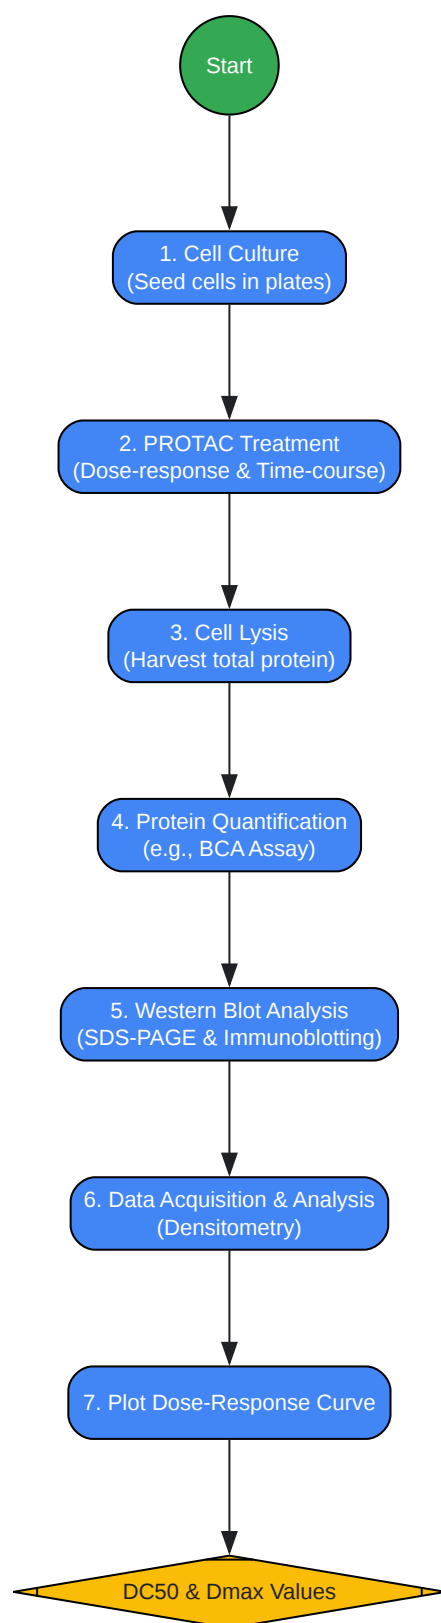 Start
1. Cell Culture
(Seed cells in plates)
2. PROTAC Treatment
(Dose-response & Time-course)
3. Cell Lysis
(Harvest total protein)
4. Protein Quantification
(e.g., BCA Assay)
5. Western Blot Analysis
(SDS-PAGE & Immunoblotting)
6. Data Acquisition & Analysis
(Densitometry)
7. Plot Dose-Response Curve
DC50 & Dmax Values